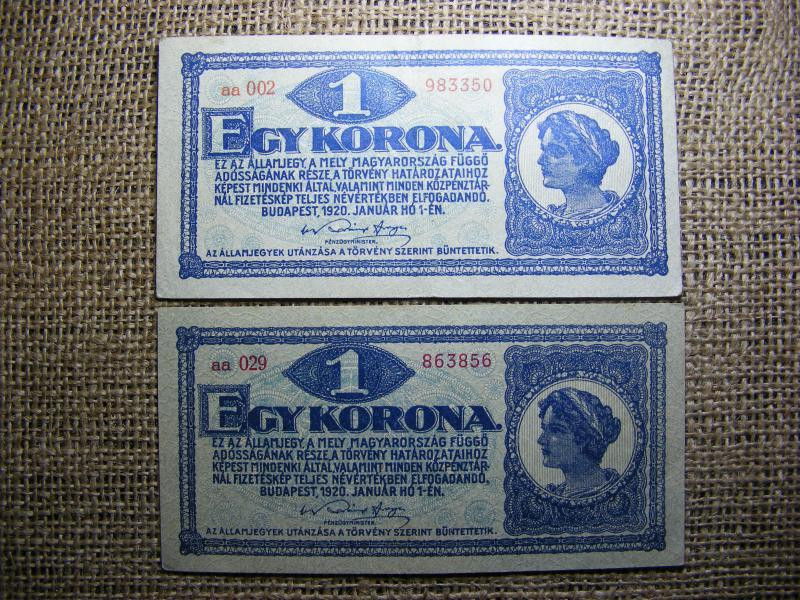 aa 002 1 983350
EGY KORONA.
EZ AZ ÁLLAMJEGY, A MELY MAGYARORSZÁG FÜGGŐ
ADÓSSÁGÁNAK RÉSZE, A TÖRVÉNY HATÁROZATAIHOZ
KÉPEST MINDENKI ÁLTAL, VALAMINT MINDEN KÖZPÉNZTÁR-
NÁL FIZETÉSKÉP TELJES NÉVÉRTÉKBEN ELFOGADANDÓ.
BUDAPEST, 1920. JANUÁR HÓ 1-ÉN.
PÉNZÜGYMINISTER.
AZ ÁLLAMJEGYEK UTÁNZÁSA A TÖRVÉNY SZERINT BÜNTETTETIK.
aa 029 1 863856
EGY KORONA.
EZ AZ ÁLLAMJEGY, A MELY MAGYARORSZÁG FÜGGŐ
ADÓSSÁGÁNAK RÉSZE, A TÖRVÉNY HATÁROZATAIHOZ
KÉPEST MINDENKI ÁLTAL, VALAMINT MINDEN KÖZPÉNZTÁR-
NÁL FIZETÉSKÉP TELJES NÉVÉRTÉKBEN ELFOGADANDÓ.
BUDAPEST, 1920. JANUÁR HÓ 1-ÉN.
PÉNZÜGYMINISTER.
AZ ÁLLAMJEGYEK UTÁNZÁSA A TÖRVÉNY SZERINT BÜNTETTETIK.